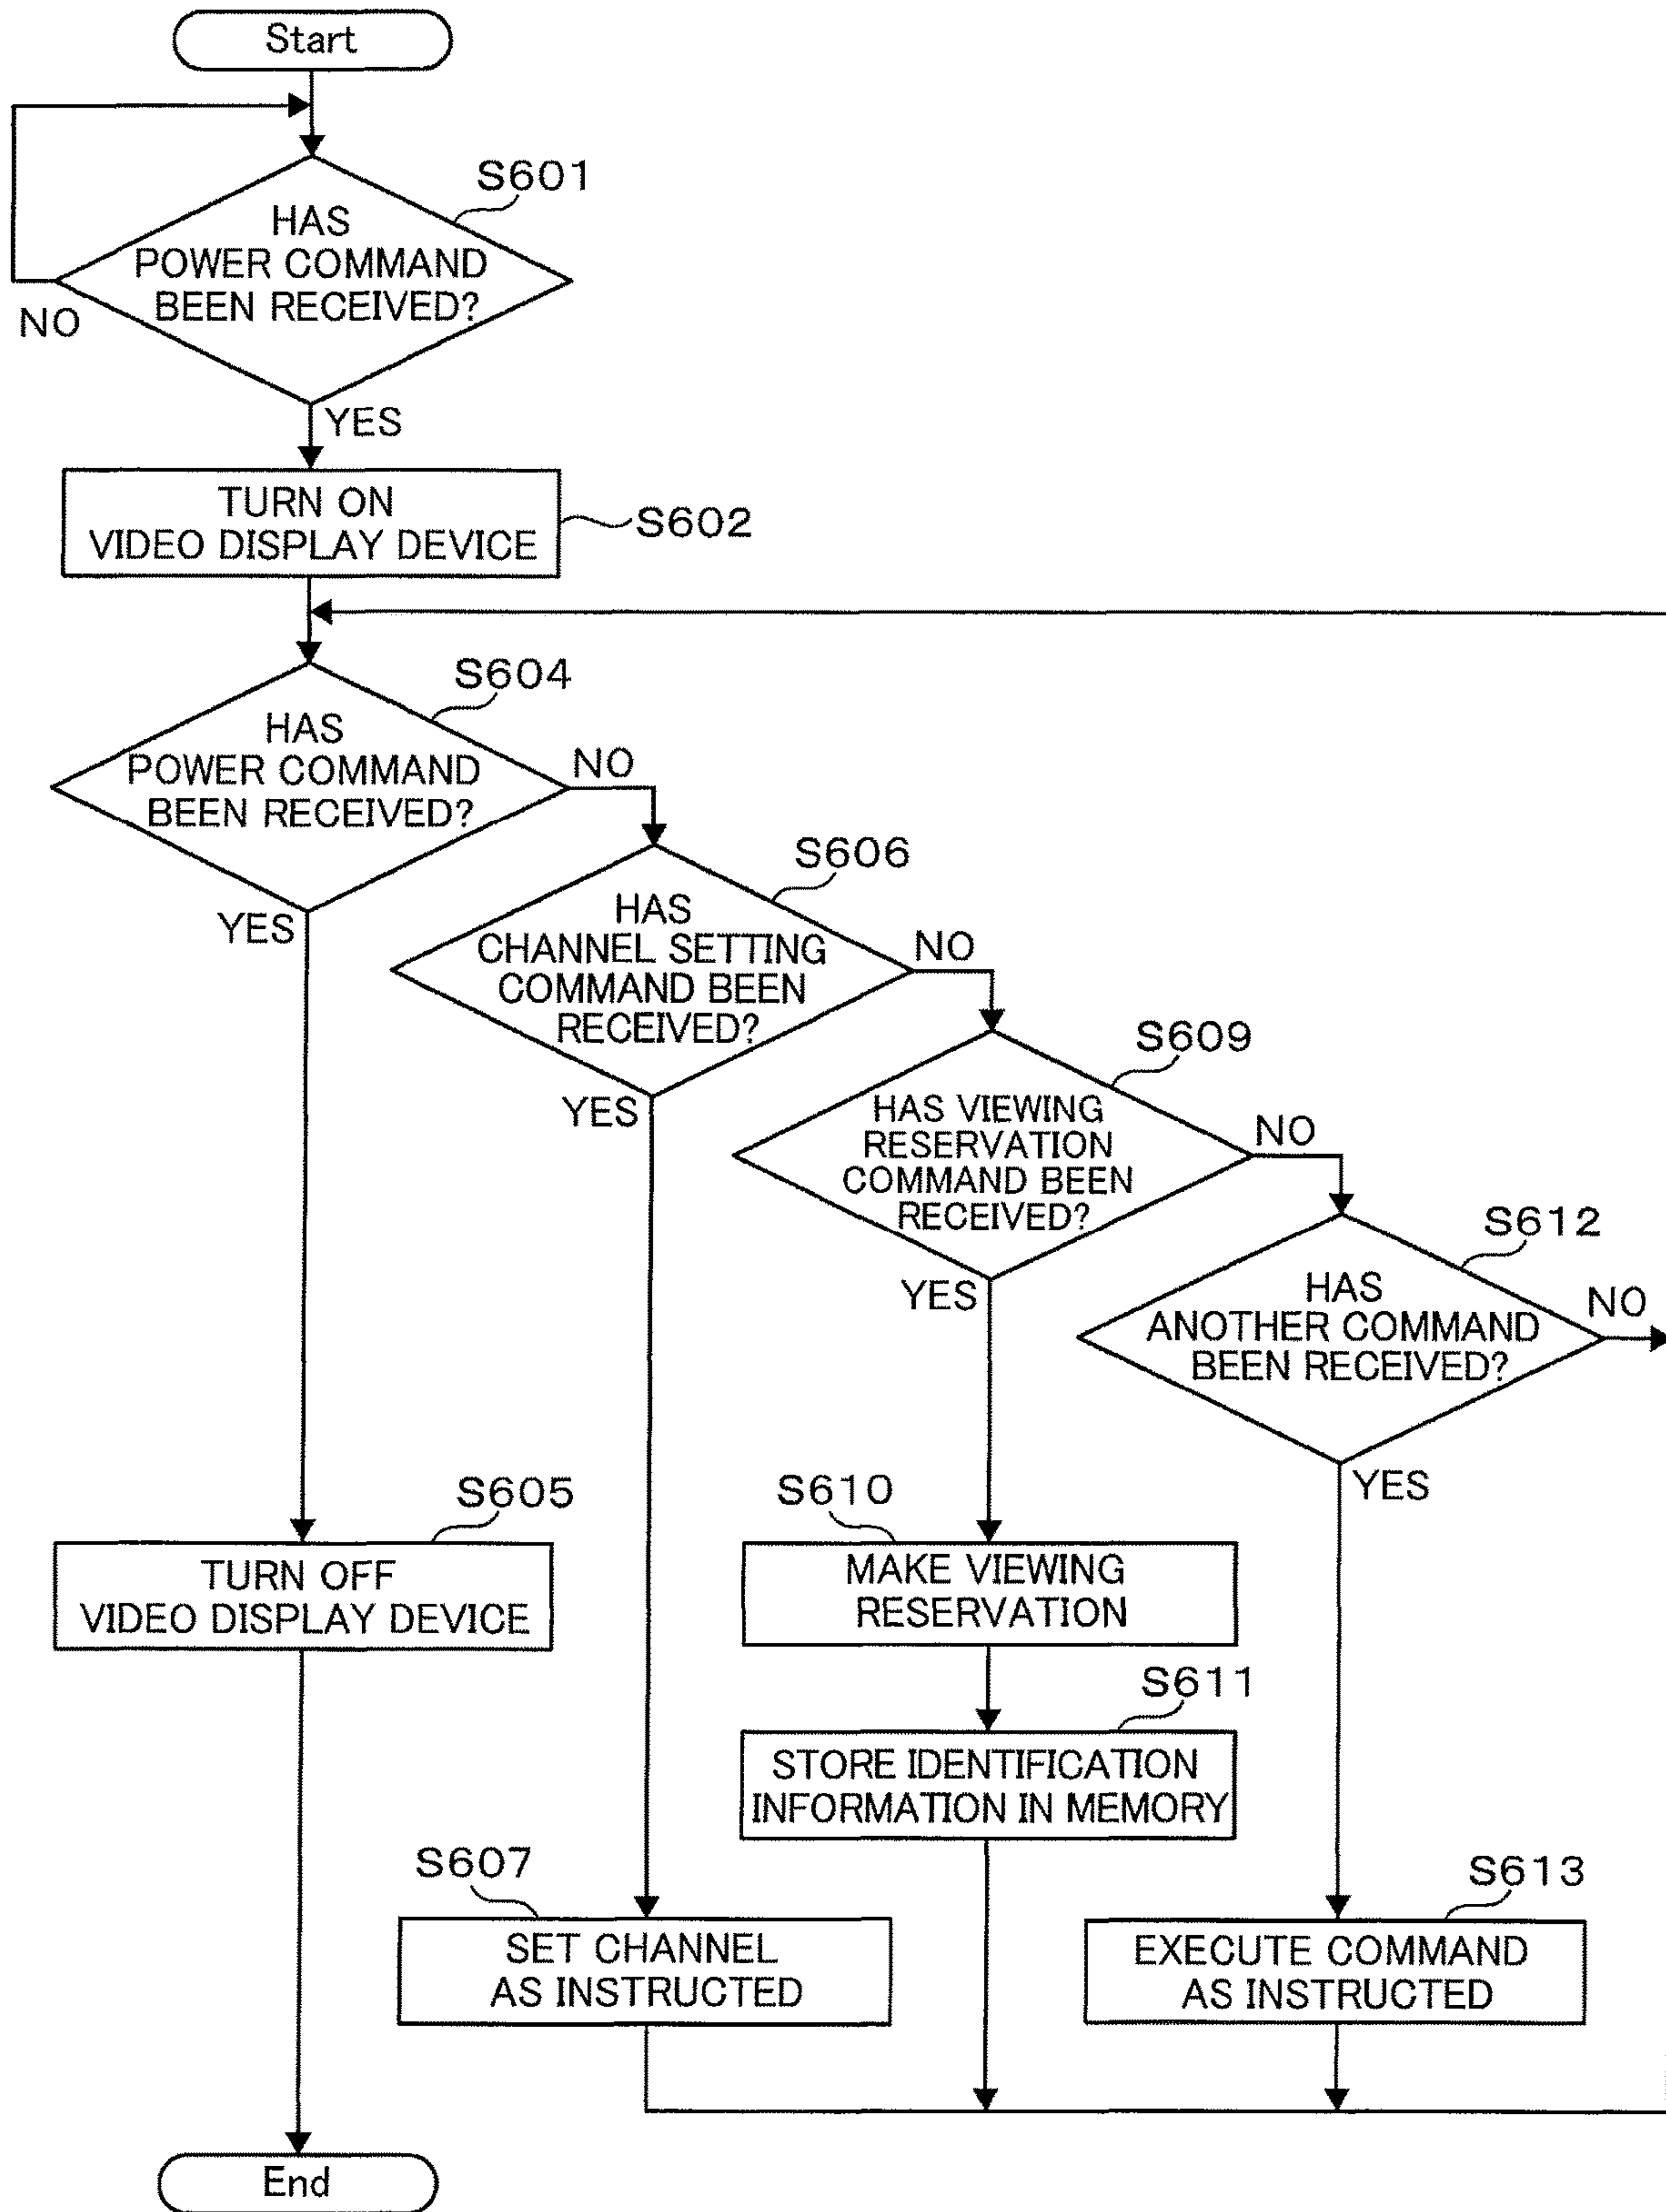 Start
S601
HAS
POWER COMMAND
BEEN RECEIVED?
NO
YES
TURN ON
VIDEO DISPLAY DEVICE
S602
S604
HAS
POWER COMMAND
BEEN RECEIVED?
NO
YES
S606
HAS
CHANNEL SETTING
COMMAND BEEN
RECEIVED?
NO
YES
S609
HAS VIEWING
RESERVATION
COMMAND BEEN
RECEIVED?
NO
YES
S612
HAS
ANOTHER COMMAND
BEEN RECEIVED?
NO
YES
S605
TURN OFF
VIDEO DISPLAY DEVICE
S610
MAKE VIEWING
RESERVATION
S611
STORE IDENTIFICATION
INFORMATION IN MEMORY
S607
SET CHANNEL
AS INSTRUCTED
S613
EXECUTE COMMAND
AS INSTRUCTED
End